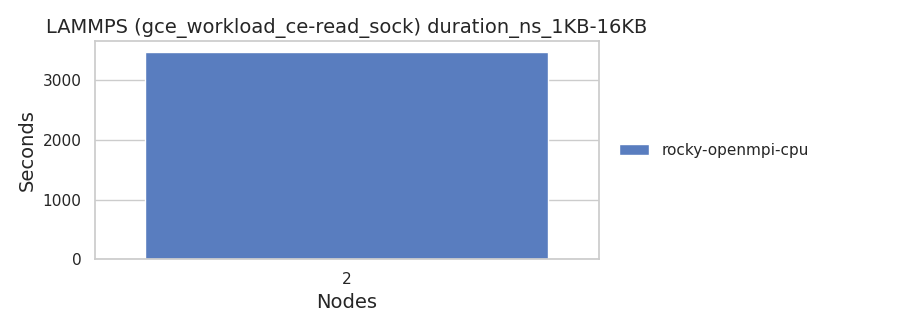 LAMMPS (gce_workload_ce-read_sock) duration_ns_1KB-16KB
Seconds
3000
2000
1000
0
2
Nodes
rocky-openmpi-cpu